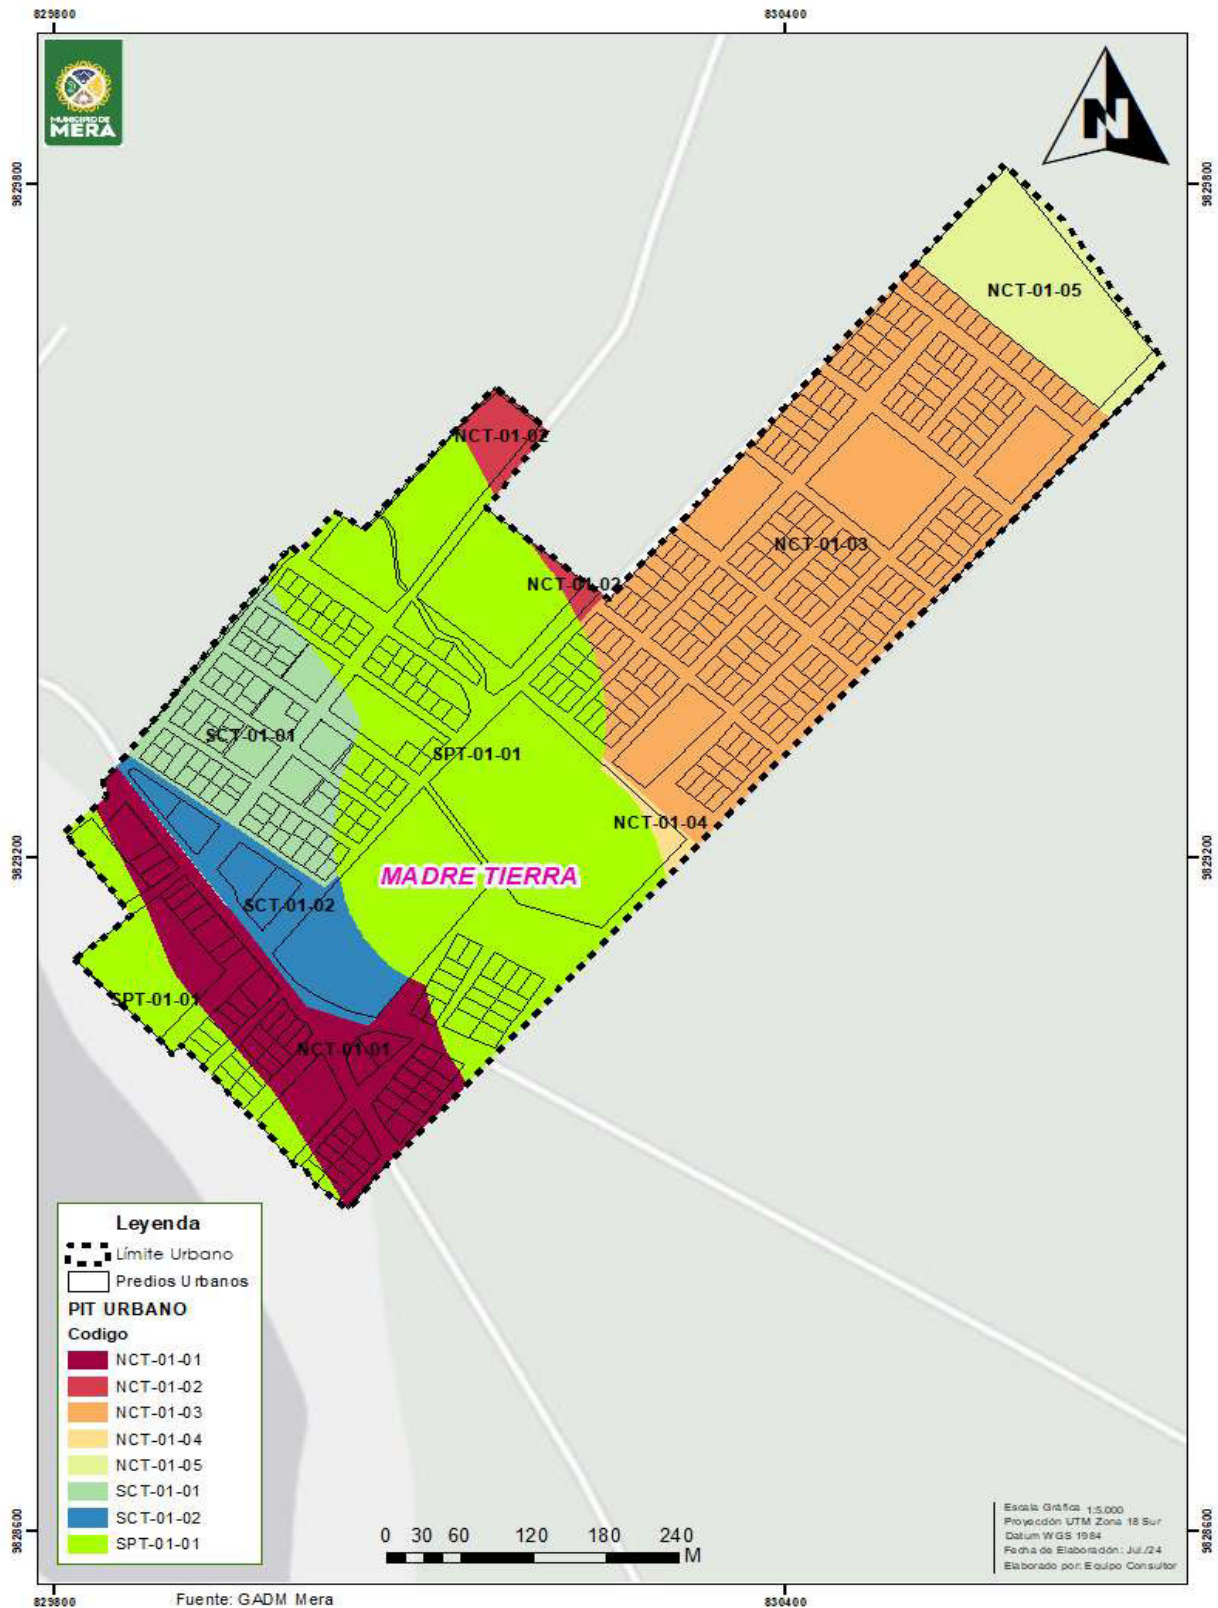 829800
830400
MUNICIPIO DE
MERA
N
9829800
9829800
NCT-01-05
NCT-01-02
NCT-01-03
NCT-01-02
SCT-01-01
SPT-01-01
NCT-01-04
9829200
9829200
MADRE TIERRA
SCT-01-02
SPT-01-01
NCT-01-01
Leyenda
Límite Urbano
Predios Urbanos
PIT URBANO
Codigo
NCT-01-01
NCT-01-02
NCT-01-03
NCT-01-04
NCT-01-05
SCT-01-01
SCT-01-02
SPT-01-01
0 30 60 120 180 240
M
Escala Gráfica 1:5.000
Proyección UTM Zona 18 Sur
Datum WGS 1984
Fecha de Elaboración: Jul./24
Elaborado por: Equipo Consultor
9828600
9828600
829800
Fuente: GADM Mera
830400